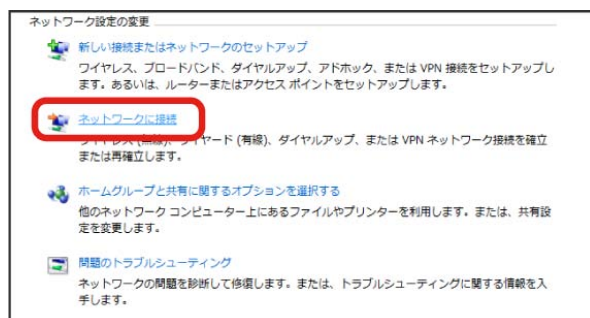 ネットワーク設定の変更
新しい接続またはネットワークのセットアップ
ワイヤレス、ブロードバンド、ダイヤルアップ、アドホック、または VPN 接続をセットアップし
ます。あるいは、ルーターまたはアクセス ポイントをセットアップします。
ネットワークに接続
ワイヤレス (無線)、ワイヤード (有線)、ダイヤルアップ、または VPN ネットワーク接続を確立
または再確立します。
ホームグループと共有に関するオプションを選択する
他のネットワーク コンピューター上にあるファイルやプリンターを利用します。または、共有設
定を変更します。
問題のトラブルシューティング
ネットワークの問題を診断して修復します。または、トラブルシューティングに関する情報を入
手します。